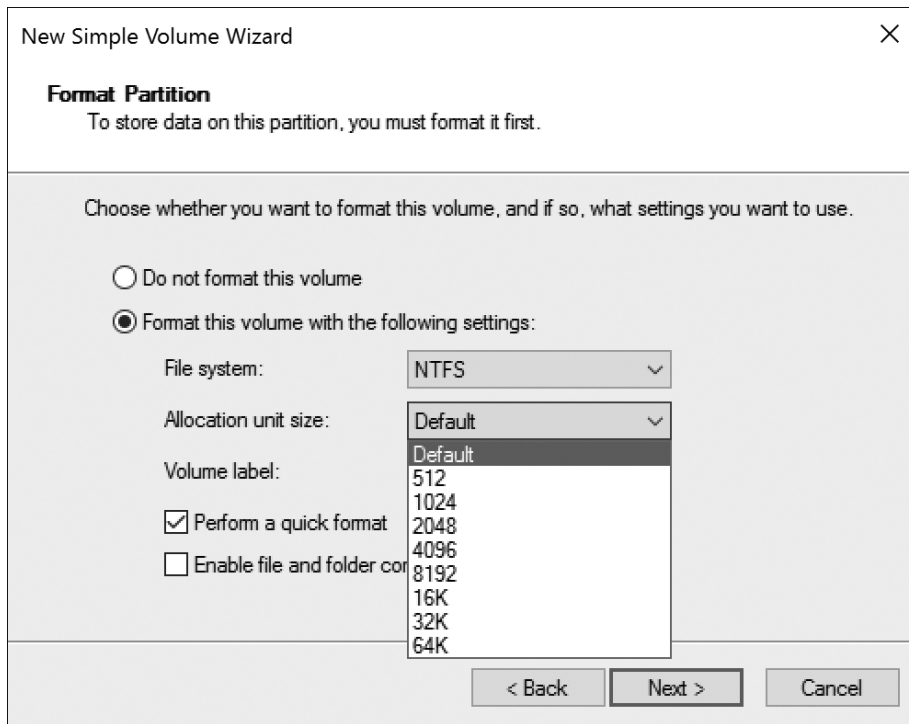 New Simple Volume Wizard
Format Partition
To store data on this partition, you must format it first.
Choose whether you want to format this volume, and if so, what settings you want to use.
Do not format this volume
Format this volume with the following settings:
File system: NTFS
Allocation unit size: Default
Default
Volume label:
512
1024
Perform a quick format
2048
4096
Enable file and folder
8192
16K
32K
64K
< Back Next > Cancel